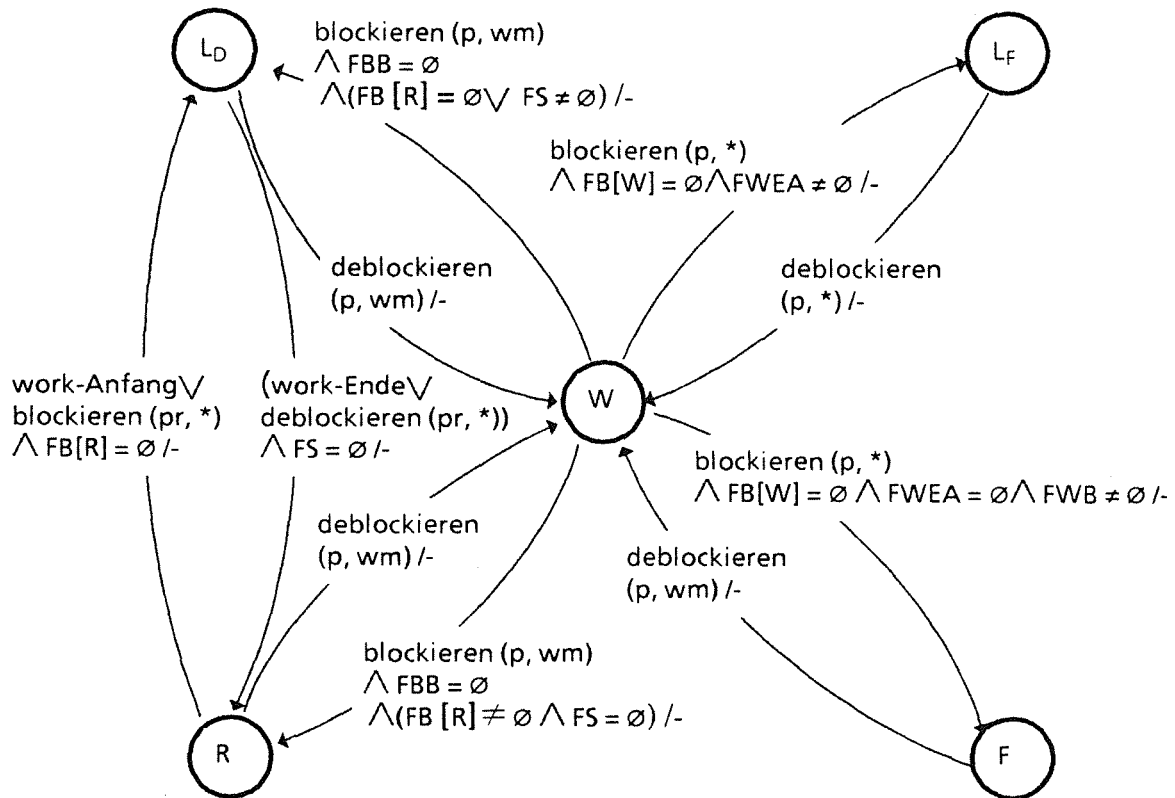 L_D
blockieren (p, wm)
∧ FBB = ∅
∧(FB [R] = ∅ ∨ FS ≠ ∅) /-
L_F
blockieren (p, *)
∧ FB[W] = ∅ ∧ FWEA ≠ ∅ /-
deblockieren
(p, wm) /-
deblockieren
(p, *) /-
work-Anfang ∨
blockieren (pr, *)
∧ FB[R] = ∅ /-
(work-Ende ∨
deblockieren (pr, *))
∧ FS = ∅ /-
W
blockieren (p, *)
∧ FB[W] = ∅ ∧ FWEA = ∅ ∧ FWB ≠ ∅ /-
deblockieren
(p, wm) /-
deblockieren
(p, wm) /-
blockieren (p, wm)
∧ FBB = ∅
∧(FB [R] ≠ ∅ ∧ FS = ∅) /-
R
F